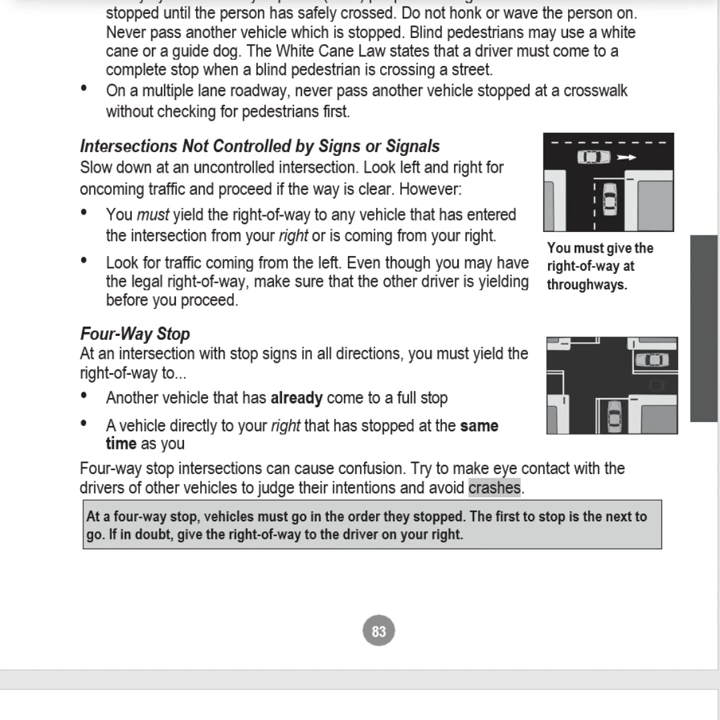 stopped until the person has safely crossed. Do not honk or wave the person on.
Never pass another vehicle which is stopped. Blind pedestrians may use a white
cane or a guide dog. The White Cane Law states that a driver must come to a
complete stop when a blind pedestrian is crossing a street.
• On a multiple lane roadway, never pass another vehicle stopped at a crosswalk
without checking for pedestrians first.
Intersections Not Controlled by Signs or Signals
Slow down at an uncontrolled intersection. Look left and right for
oncoming traffic and proceed if the way is clear. However:
• You must yield the right-of-way to any vehicle that has entered
the intersection from your right or is coming from your right.
• Look for traffic coming from the left. Even though you may have
the legal right-of-way, make sure that the other driver is yielding
before you proceed.
You must give the
right-of-way at
throughways.
Four-Way Stop
At an intersection with stop signs in all directions, you must yield the
right-of-way to...
• Another vehicle that has already come to a full stop
• A vehicle directly to your right that has stopped at the same
time as you
Four-way stop intersections can cause confusion. Try to make eye contact with the
drivers of other vehicles to judge their intentions and avoid crashes.
At a four-way stop, vehicles must go in the order they stopped. The first to stop is the next to
go. If in doubt, give the right-of-way to the driver on your right.
83